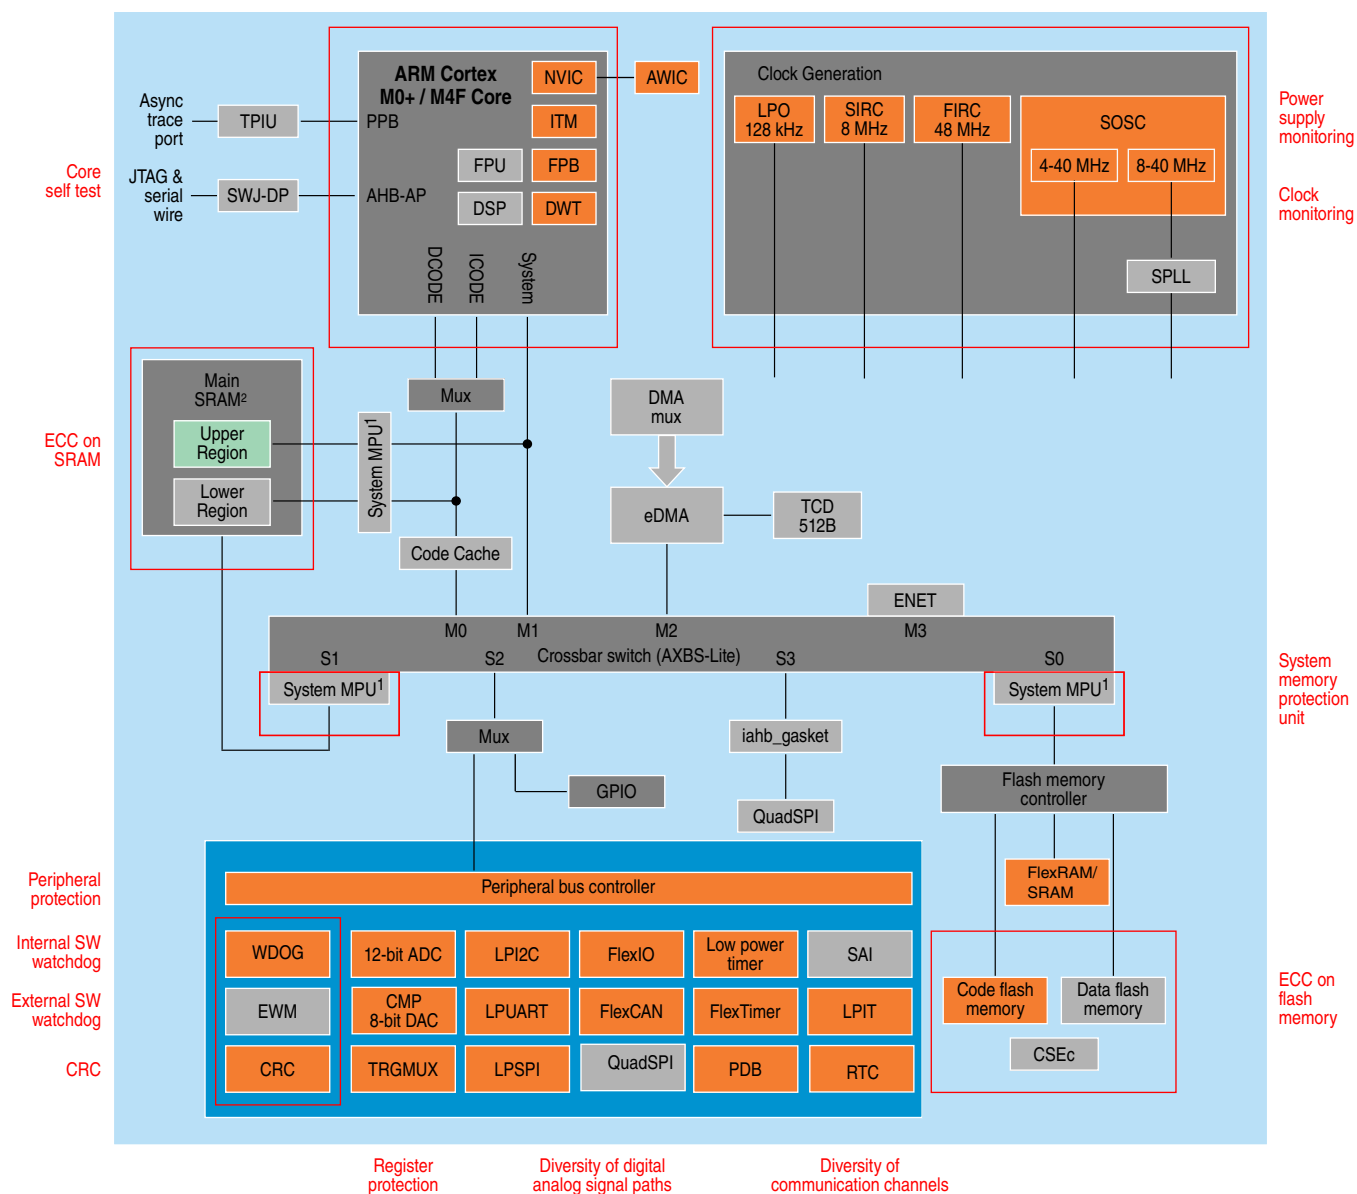 ARM Cortex
M0+ / M4F Core
NVIC
AWIC
ITM
FPU
FPB
DSP
DWT
PPB
AHB-AP
DCODE
ICODE
System
Async
trace
port
TPIU
JTAG &
serial
wire
SWJ-DP
Core
self test
Clock Generation
LPO
128 kHz
SIRC
8 MHz
FIRC
48 MHz
SOSC
4-40 MHz
8-40 MHz
SPLL
Power
supply
monitoring
Clock
monitoring
Main
SRAM2
Upper
Region
Lower
Region
ECC on
SRAM
System MPU1
Mux
Code Cache
DMA
mux
eDMA
TCD
512B
ENET
M0
M1
M2
M3
Crossbar switch (AXBS-Lite)
S1
S2
S3
S0
System MPU1
System MPU1
System
memory
protection
unit
Mux
GPIO
iahb_gasket
QuadSPI
Flash memory
controller
FlexRAM/
SRAM
Peripheral
protection
Peripheral bus controller
Internal SW
watchdog
WDOG
12-bit ADC
LPI2C
FlexIO
Low power
timer
SAI
External SW
watchdog
EWM
CMP
8-bit DAC
LPUART
FlexCAN
FlexTimer
LPIT
CRC
CRC
TRGMUX
LPSPI
QuadSPI
PDB
RTC
Code flash
memory
Data flash
memory
CSEc
ECC on
flash
memory
Register
protection
Diversity of digital
analog signal paths
Diversity of
communication channels